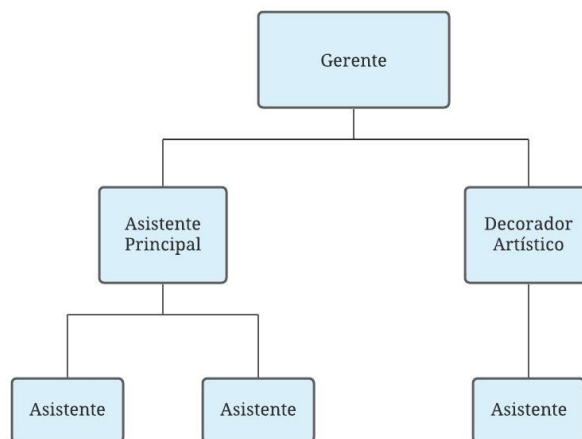 Gerente
Asistente
Principal
Decorador
Artístico
Asistente
Asistente
Asistente